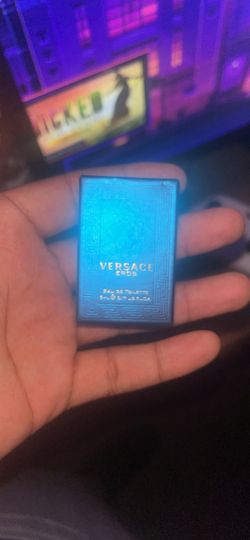 WICKED
VERSACE
EROS
EAU DE TOILETTE